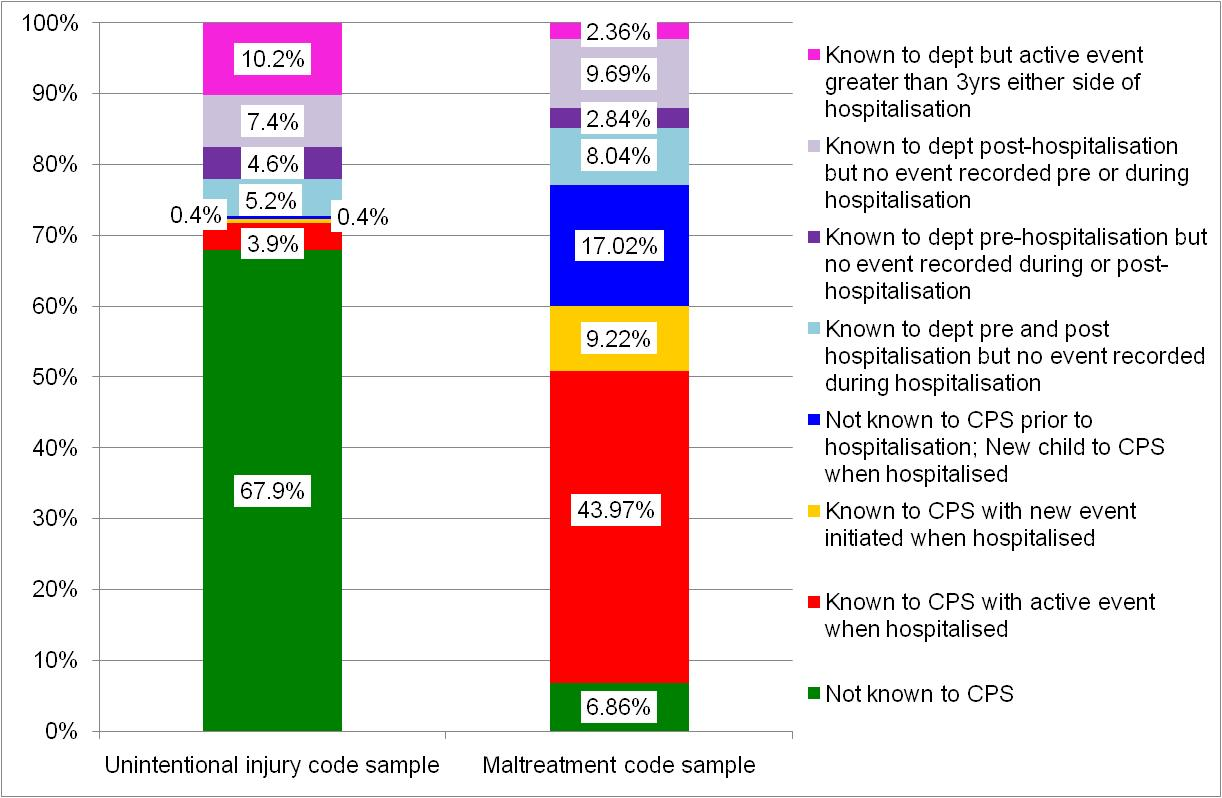 100%
90%
80%
70%
60%
50%
40%
30%
20%
10%
0%
10.2%
7.4%
4.6%
5.2%
0.4%
0.4%
3.9%
67.9%
2.36%
9.69%
2.84%
8.04%
17.02%
9.22%
43.97%
6.86%
Unintentional injury code sample
Maltreatment code sample
Known to dept but active event
greater than 3yrs either side of
hospitalisation
Known to dept post-hospitalisation
but no event recorded pre or during
hospitalisation
Known to dept pre-hospitalisation but
no event recorded during or post-
hospitalisation
Known to dept pre and post
hospitalisation but no event recorded
during hospitalisation
Not known to CPS prior to
hospitalisation; New child to CPS
when hospitalised
Known to CPS with new event
initiated when hospitalised
Known to CPS with active event
when hospitalised
Not known to CPS